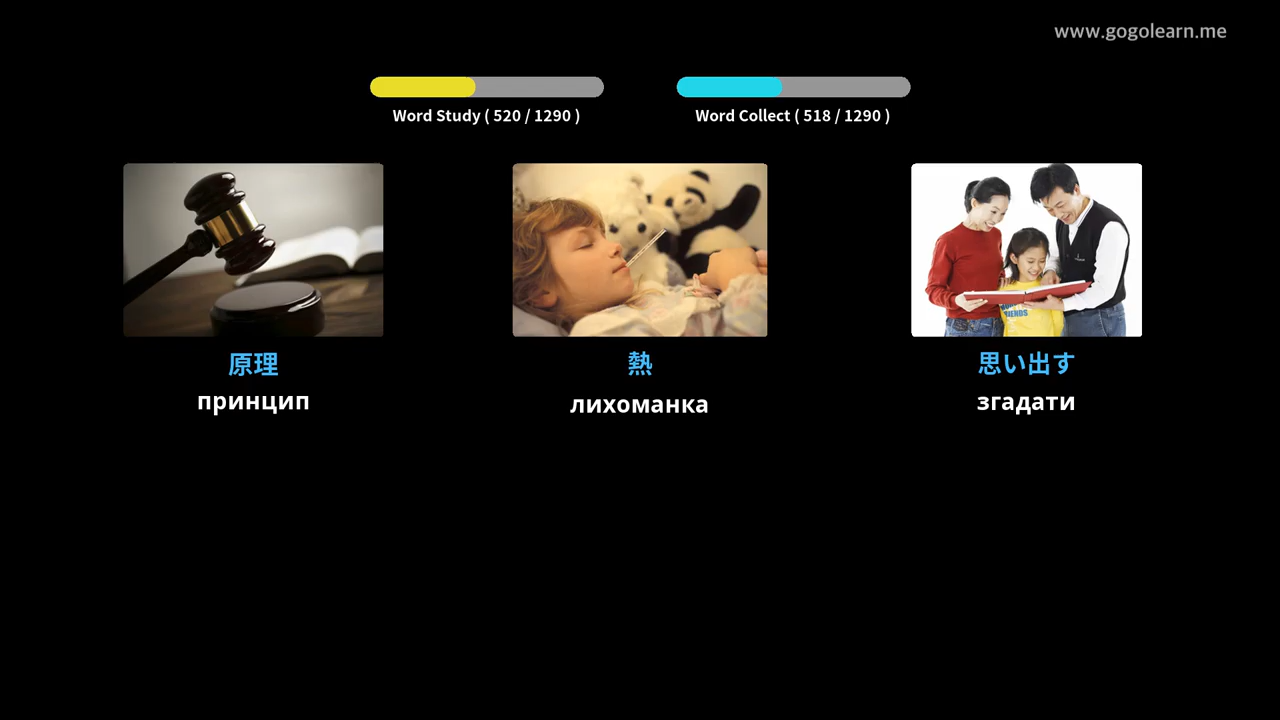 www.gogolearn.me
Word Study ( 520 / 1290 )
Word Collect ( 518 / 1290 )
原理
принцип
熱
лихоманка
思い出す
згадати